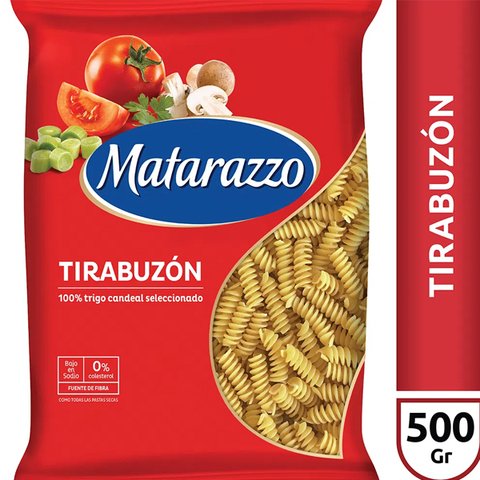 Matarazzo
TIRABUZÓN
100% trigo candeal seleccionado
Bajo
en
Sodio
0%
colesterol
FUENTE DE FIBRA
COMO TODAS LAS PASTAS SECAS
TIRABUZÓN
500
Gr